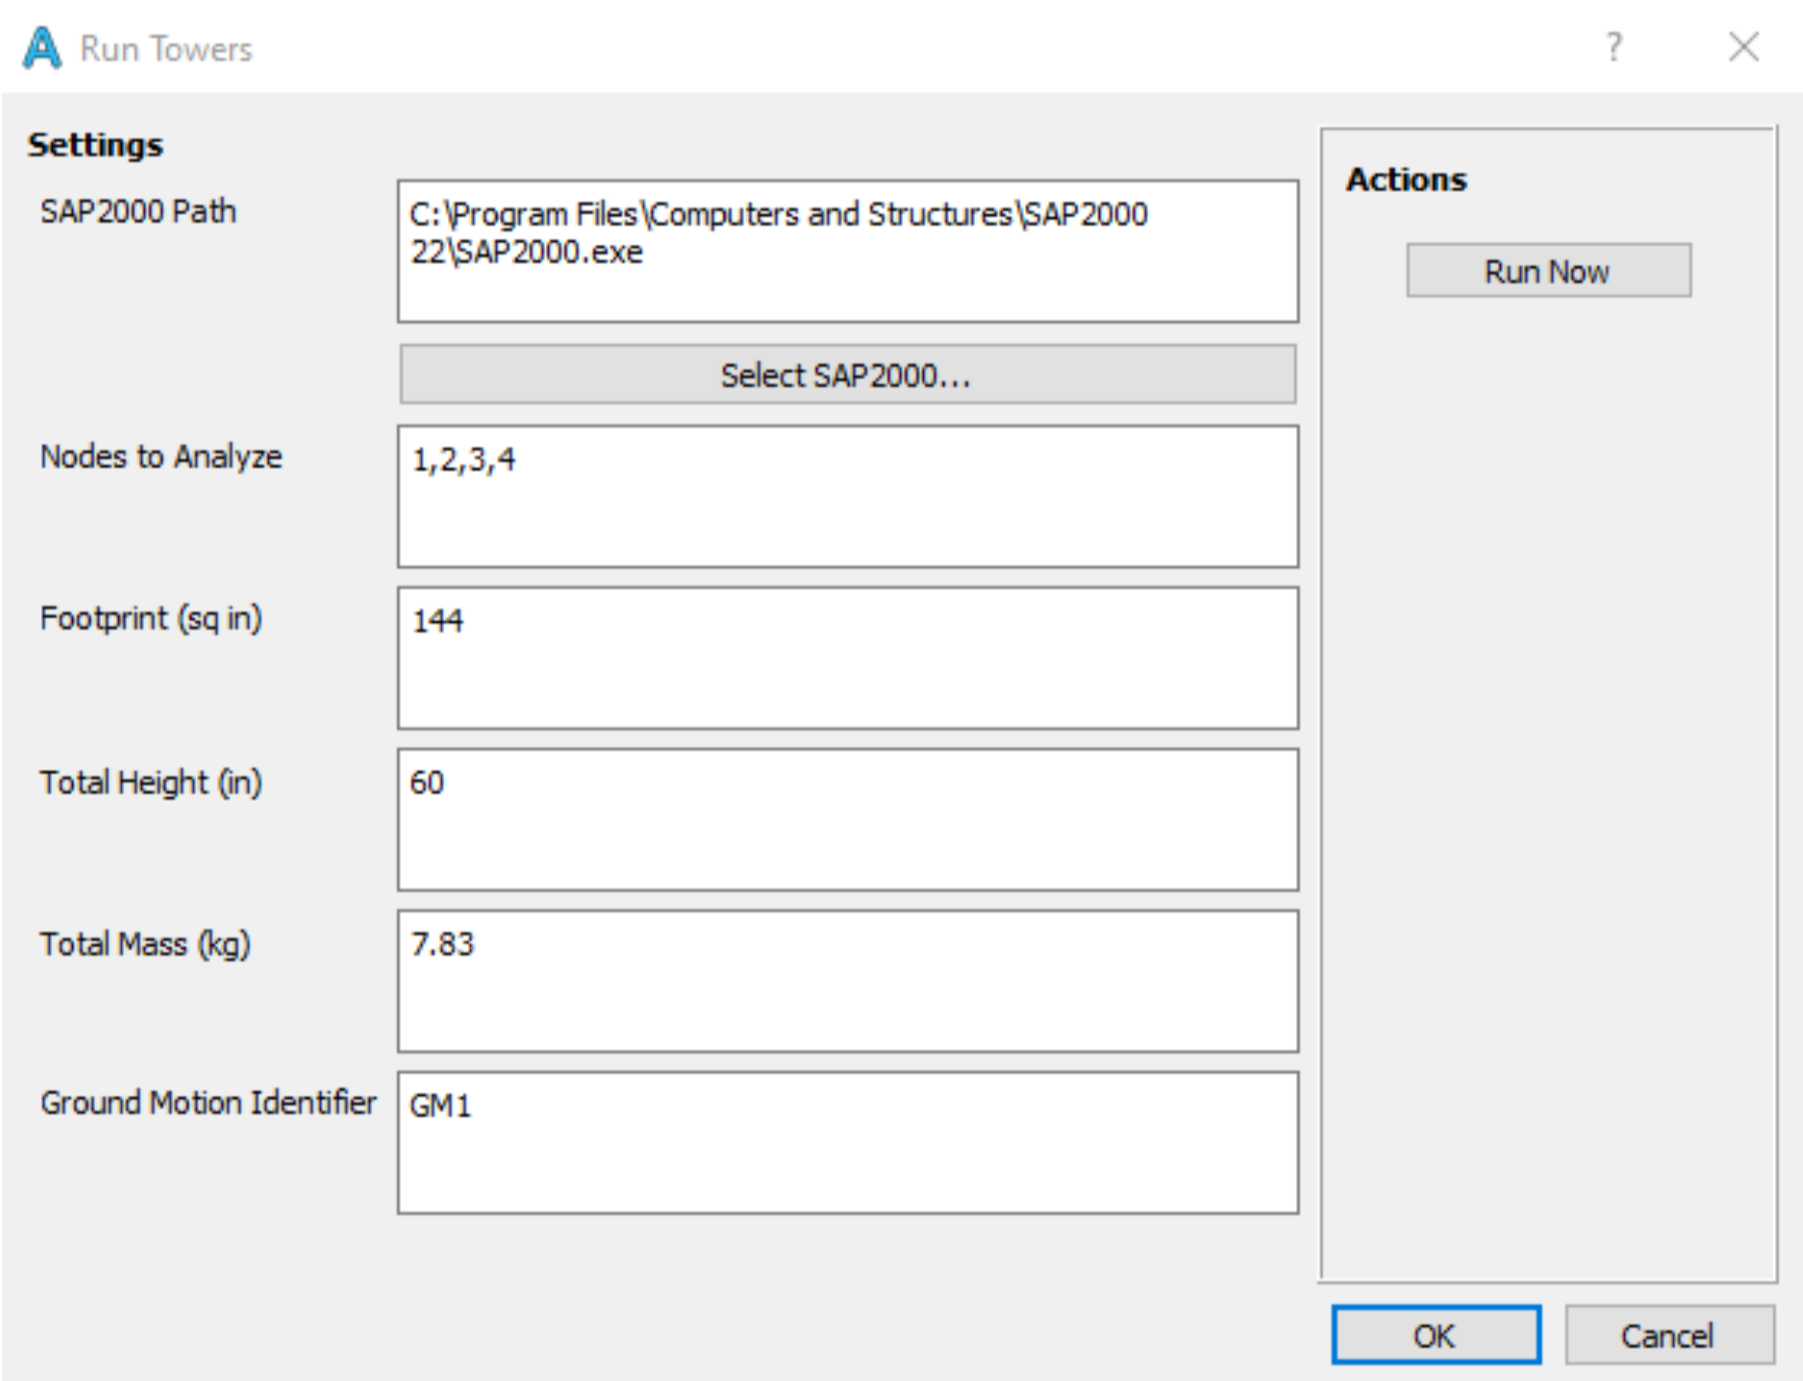 Run Towers
?
Settings
SAP2000 Path
C:\Program Files\Computers and Structures\SAP2000
22\SAP2000.exe
Select SAP2000...
Nodes to Analyze
1,2,3,4
Footprint (sq in)
144
Total Height (in)
60
Total Mass (kg)
7.83
Ground Motion Identifier
GM1
Actions
Run Now
OK
Cancel